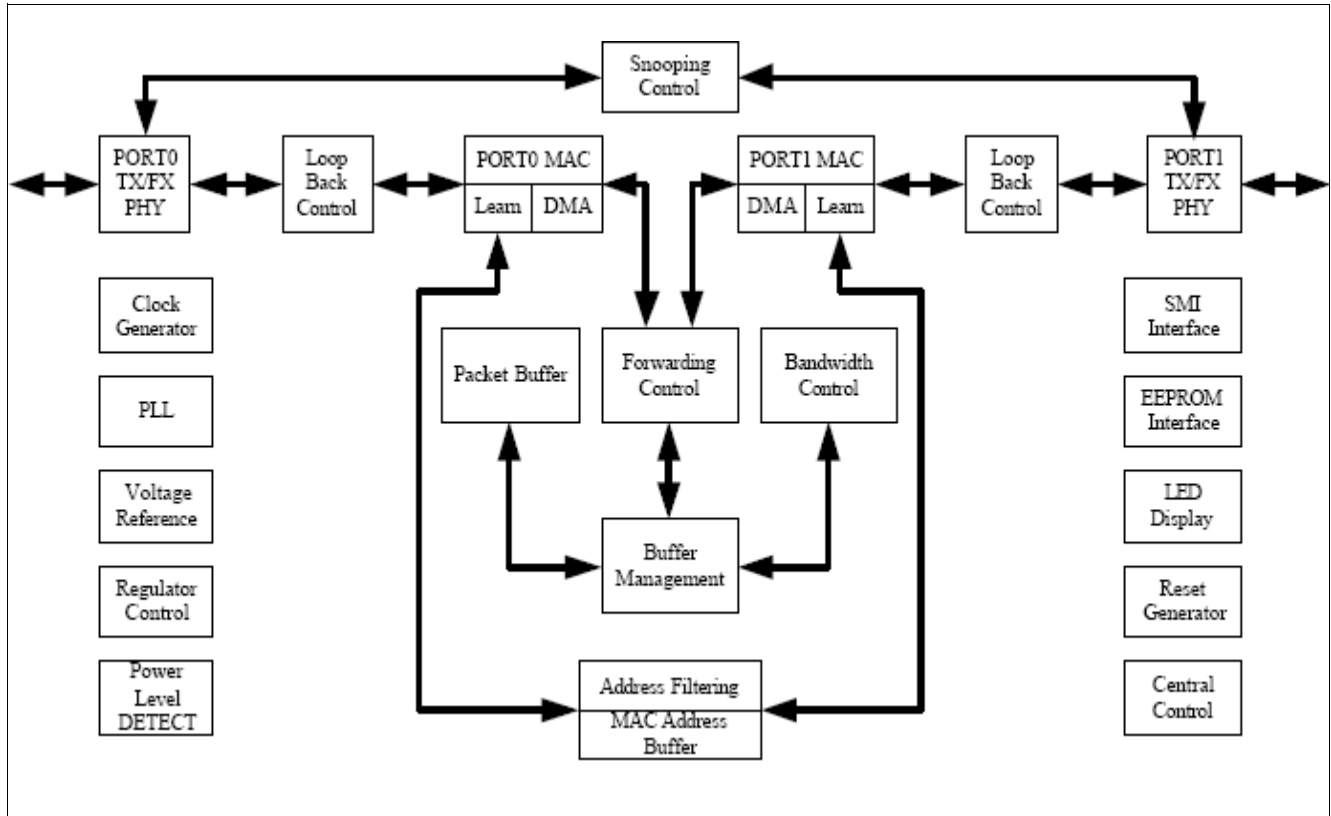 Snooping
Control
PORT0
TX/FX
PHY
Loop
Back
Control
PORT0 MAC
Learn
DMA
PORT1 MAC
DMA
Learn
Loop
Back
Control
PORT1
TX/FX
PHY
Clock
Generator
Packet Buffer
Forwarding
Control
Bandwidth
Control
SMI
Interface
PLL
EEPROM
Interface
Voltage
Reference
LED
Display
Buffer
Management
Regulator
Control
Reset
Generator
Power
Level
DETECT
Address Filtering
MAC Address
Buffer
Central
Control